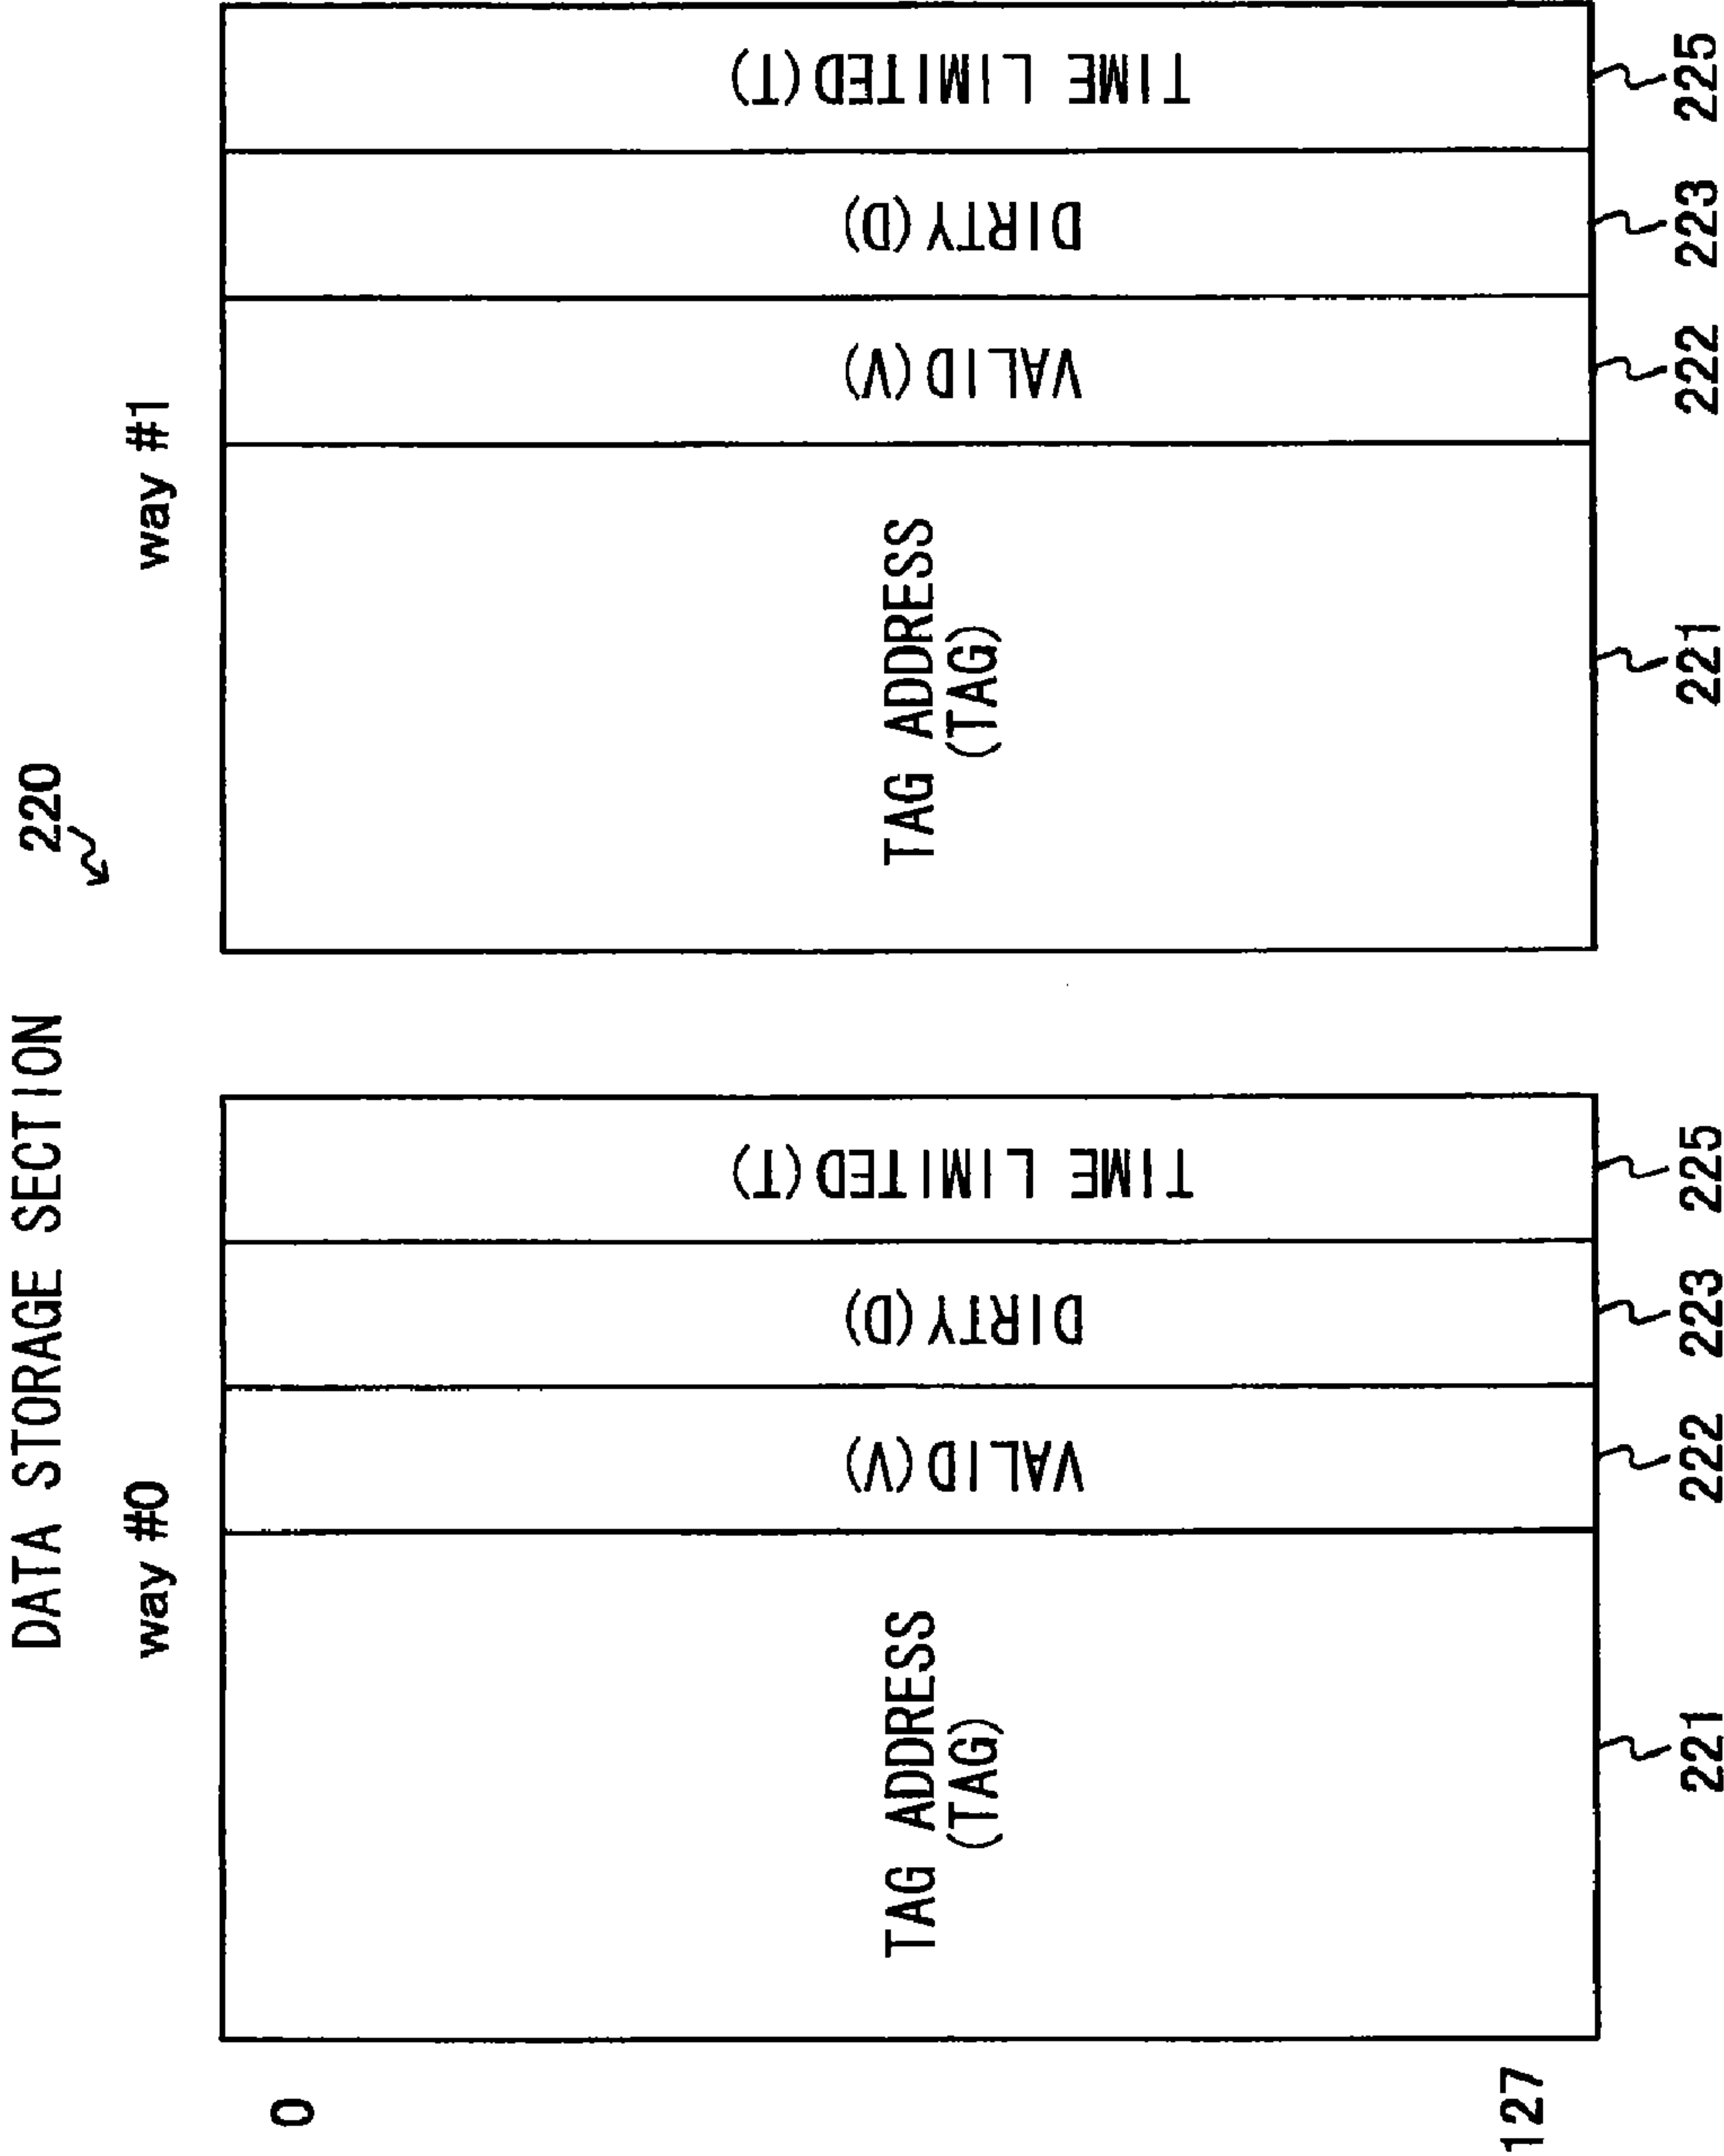 DATA STORAGE SECTION
220
way #0
way #1
0
127
TAG ADDRESS
(TAG)
VALID(V)
DIRTY(D)
TIME LIMITED(T)
TAG ADDRESS
(TAG)
VALID(V)
DIRTY(D)
TIME LIMITED(T)
221
222
223
225
221
222
223
225